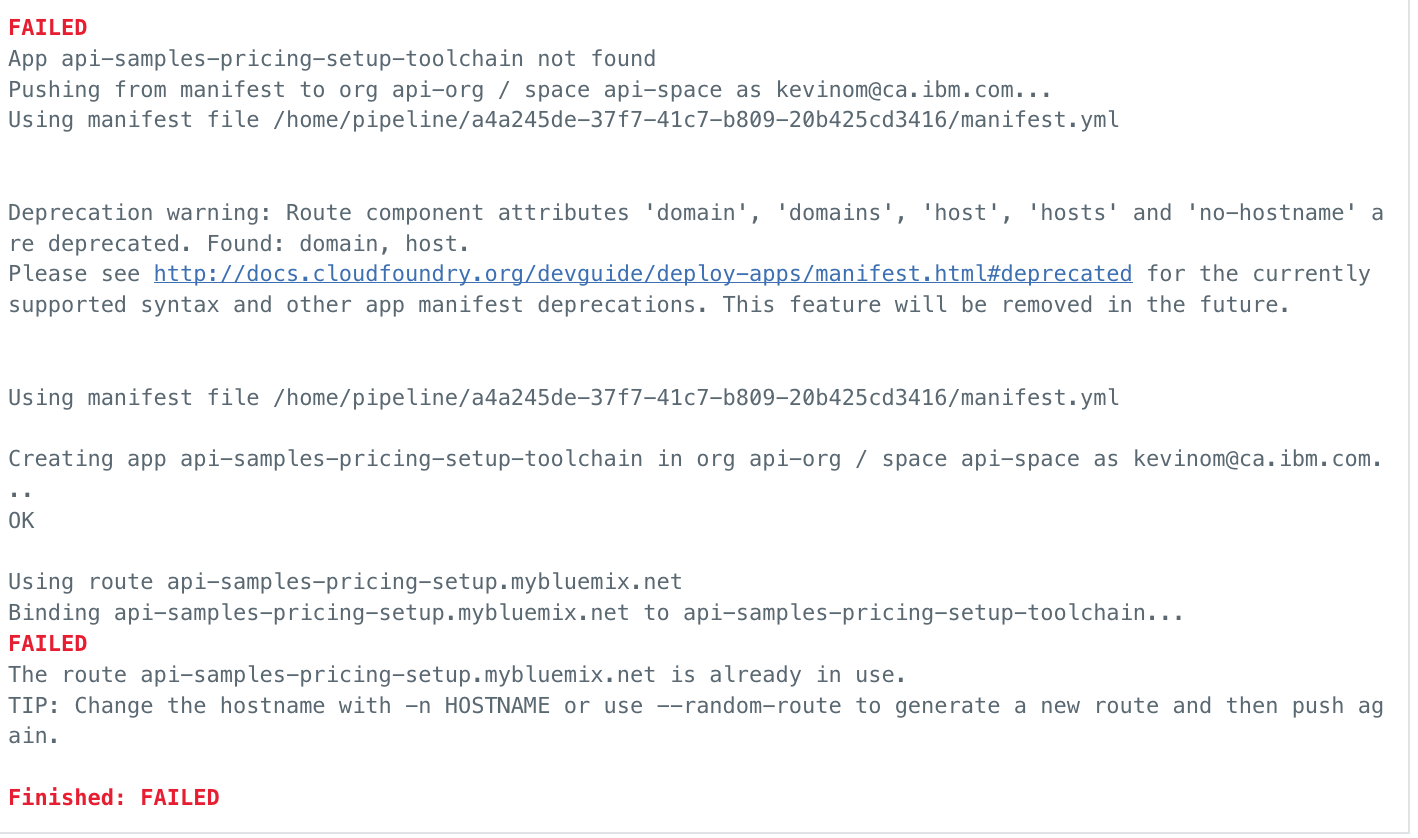 FAILED
App api-samples-pricing-setup-toolchain not found
Pushing from manifest to org api-org / space api-space as kevinom@ca.ibm.com...
Using manifest file /home/pipeline/a4a245de-37f7-41c7-b809-20b425cd3416/manifest.yml
Deprecation warning: Route component attributes 'domain', 'domains', 'host', 'hosts' and 'no-hostname' a
re deprecated. Found: domain, host.
Please see http://docs.cloudfoundry.org/devguide/deploy-apps/manifest.html#deprecated for the currently
supported syntax and other app manifest deprecations. This feature will be removed in the future.
Using manifest file /home/pipeline/a4a245de-37f7-41c7-b809-20b425cd3416/manifest.yml
Creating app api-samples-pricing-setup-toolchain in org api-org / space api-space as kevinom@ca.ibm.com.
..
OK
Using route api-samples-pricing-setup.mybluemix.net
Binding api-samples-pricing-setup.mybluemix.net to api-samples-pricing-setup-toolchain...
FAILED
The route api-samples-pricing-setup.mybluemix.net is already in use.
TIP: Change the hostname with -n HOSTNAME or use --random-route to generate a new route and then push ag
ain.
Finished: FAILED